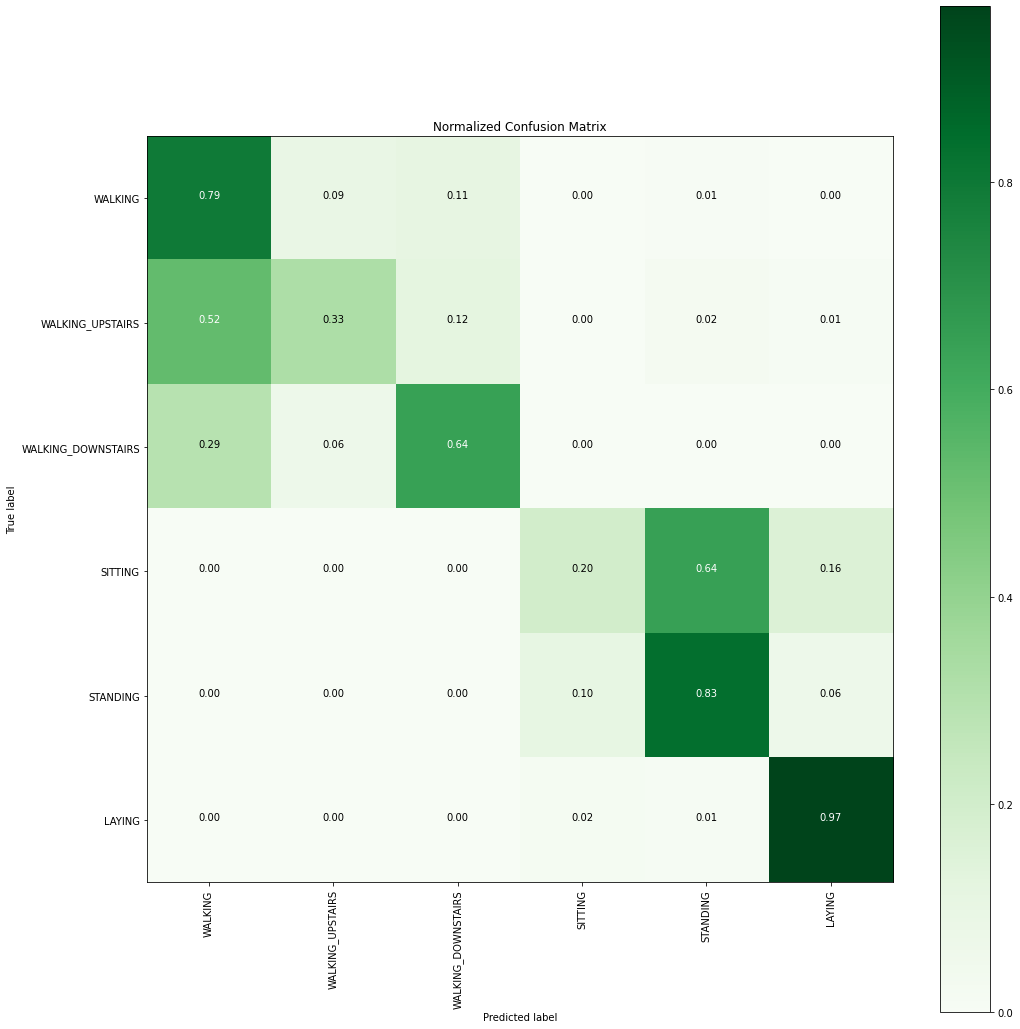 Normalized Confusion Matrix
True label
WALKING 0.79 0.09 0.11 0.00 0.01 0.00
WALKING_UPSTAIRS 0.52 0.33 0.12 0.00 0.02 0.01
WALKING_DOWNSTAIRS 0.29 0.06 0.64 0.00 0.00 0.00
SITTING 0.00 0.00 0.00 0.20 0.64 0.16
STANDING 0.00 0.00 0.00 0.10 0.83 0.06
LAYING 0.00 0.00 0.00 0.02 0.01 0.97
WALKING
WALKING_UPSTAIRS
WALKING_DOWNSTAIRS
SITTING
STANDING
LAYING
Predicted label
0.8
0.6
0.4
0.2
0.0